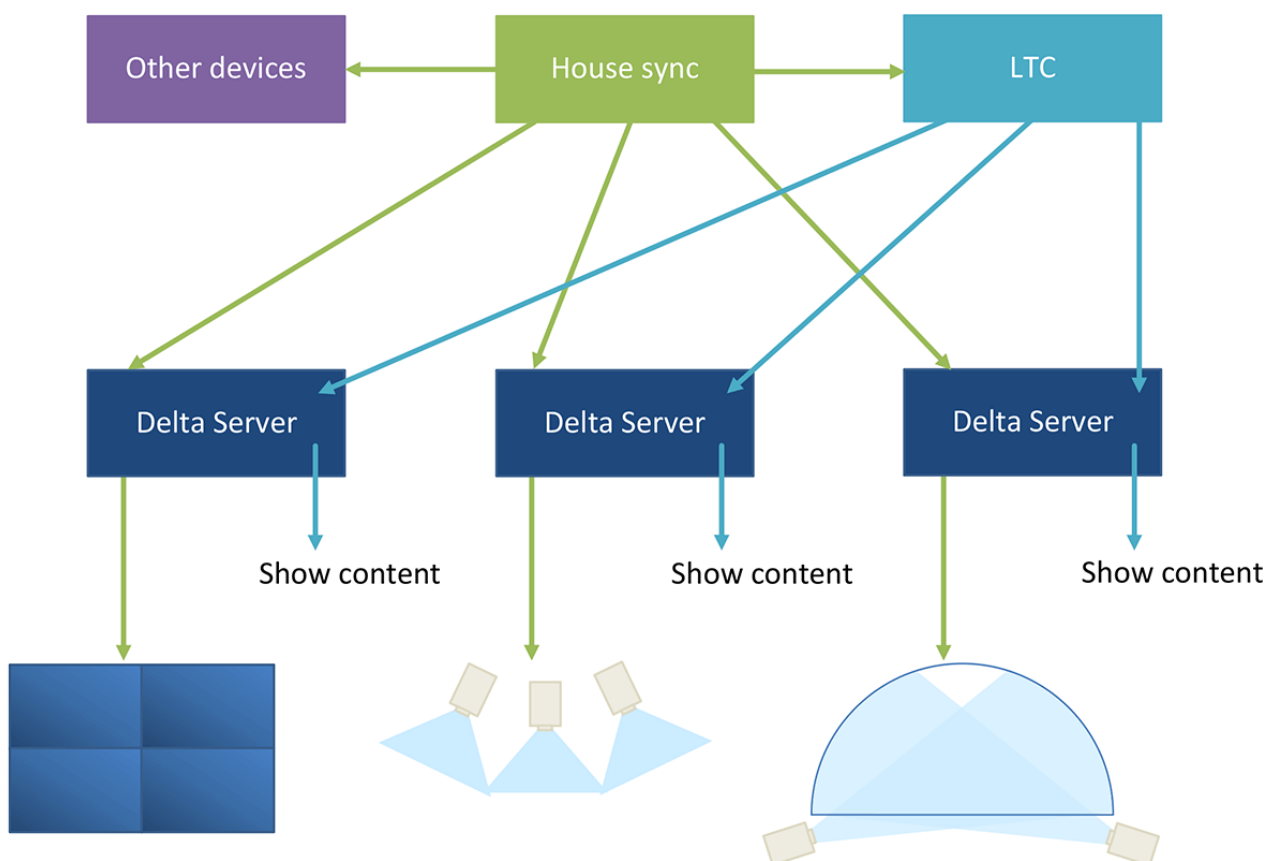 Other devices
House sync
LTC
Delta Server
Delta Server
Delta Server
Show content
Show content
Show content